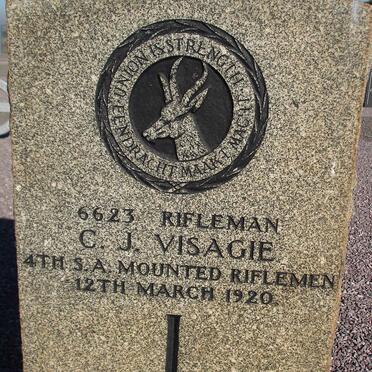 UNION IS STRENGTH
EENDRACHT MAAKT MACHT
6623 RIFLEMAN
C. J. VISAGIE
4TH S.A. MOUNTED RIFLEMEN
12TH MARCH 1920